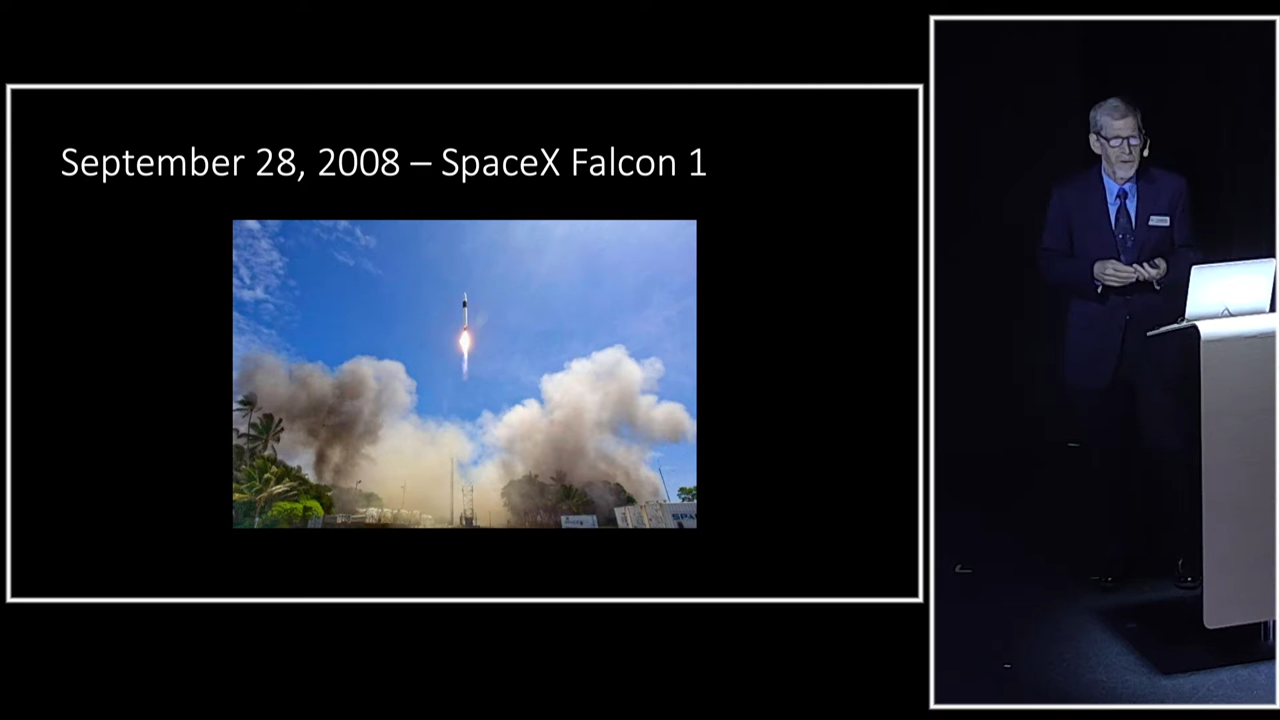 September 28, 2008 – SpaceX Falcon 1